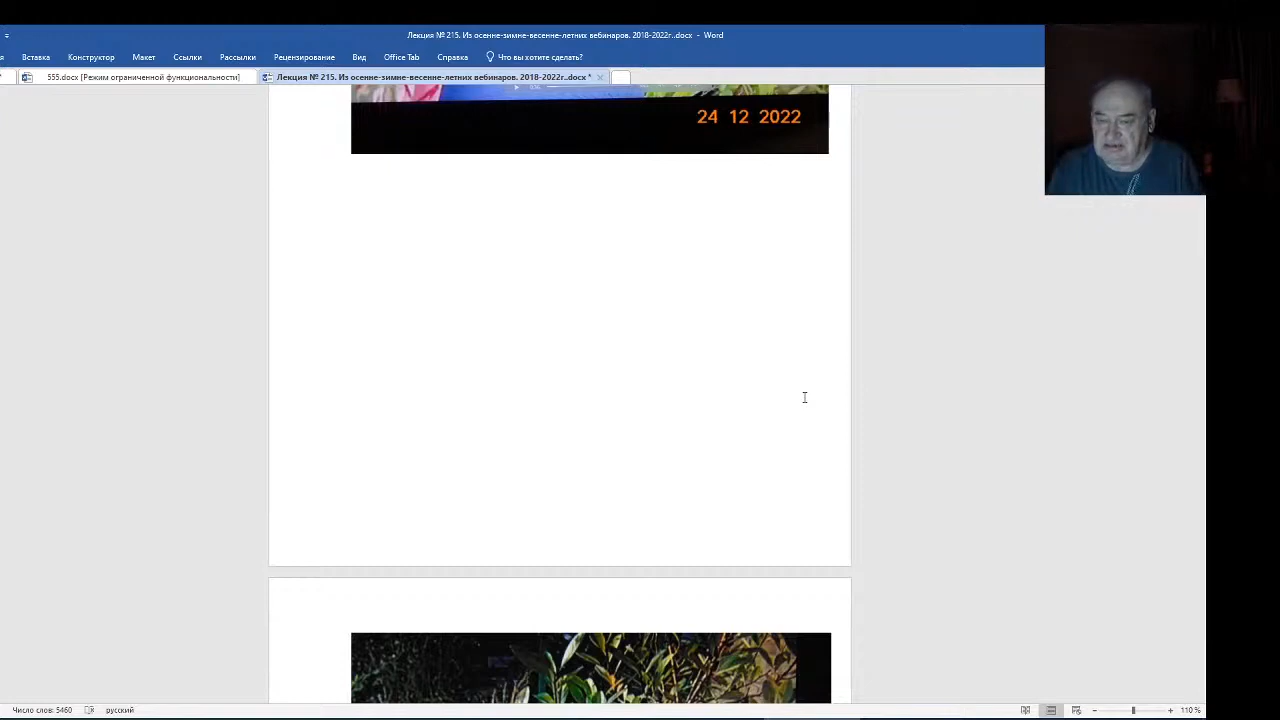 Лекция № 215. Из осенне-зимне-весенне-летних вебинаров. 2018-2022г..docx - Word
Вставка Конструктор Макет Ссылки Рассылки Рецензирование Вид Office Tab Справка Что вы хотите сделать?
555.docx [Режим ограниченной функциональности] Лекция № 215. Из осенне-зимне-весенне-летних вебинаров. 2018-2022г..docx *
24 12 2022
Число слов: 5460 русский 110 %